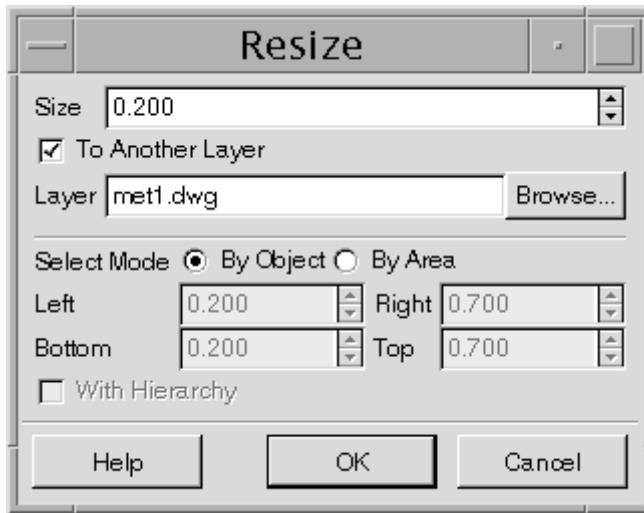 Resize
Size 0.200
To Another Layer
Layer met1.dwg Browse...
Select Mode By Object By Area
Left 0.200 Right 0.700
Bottom 0.200 Top 0.700
With Hierarchy
Help OK Cancel